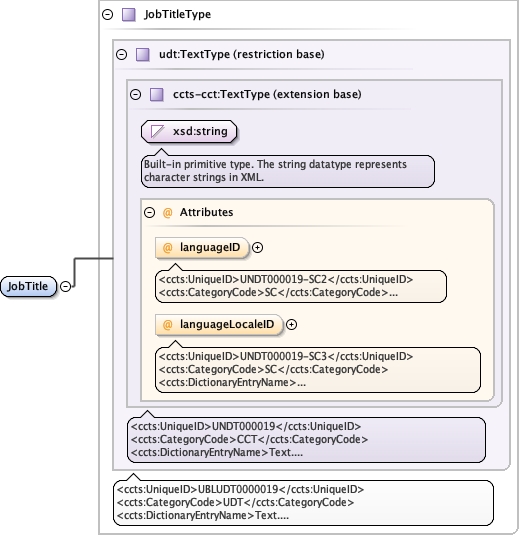 JobTitleType
udt:TextType (restriction base)
ccts-cct:TextType (extension base)
xsd:string
Built-in primitive type. The string datatype represents
character strings in XML.
@ Attributes
@ languageID
<ccts:UniqueID>UNDT000019-SC2</ccts:UniqueID>
<ccts:CategoryCode>SC</ccts:CategoryCode>...
JobTitle
@ languageLocaleID
<ccts:UniqueID>UNDT000019-SC3</ccts:UniqueID>
<ccts:CategoryCode>SC</ccts:CategoryCode>
<ccts:DictionaryEntryName>...
<ccts:UniqueID>UNDT000019</ccts:UniqueID>
<ccts:CategoryCode>CCT</ccts:CategoryCode>
<ccts:DictionaryEntryName>Text....
<ccts:UniqueID>UBLUDT0000019</ccts:UniqueID>
<ccts:CategoryCode>UDT</ccts:CategoryCode>
<ccts:DictionaryEntryName>Text....